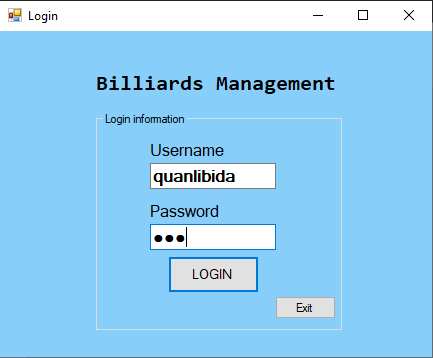 Login
Billiards Management
Login information
Username
quanlibida
Password
●●●
LOGIN
Exit